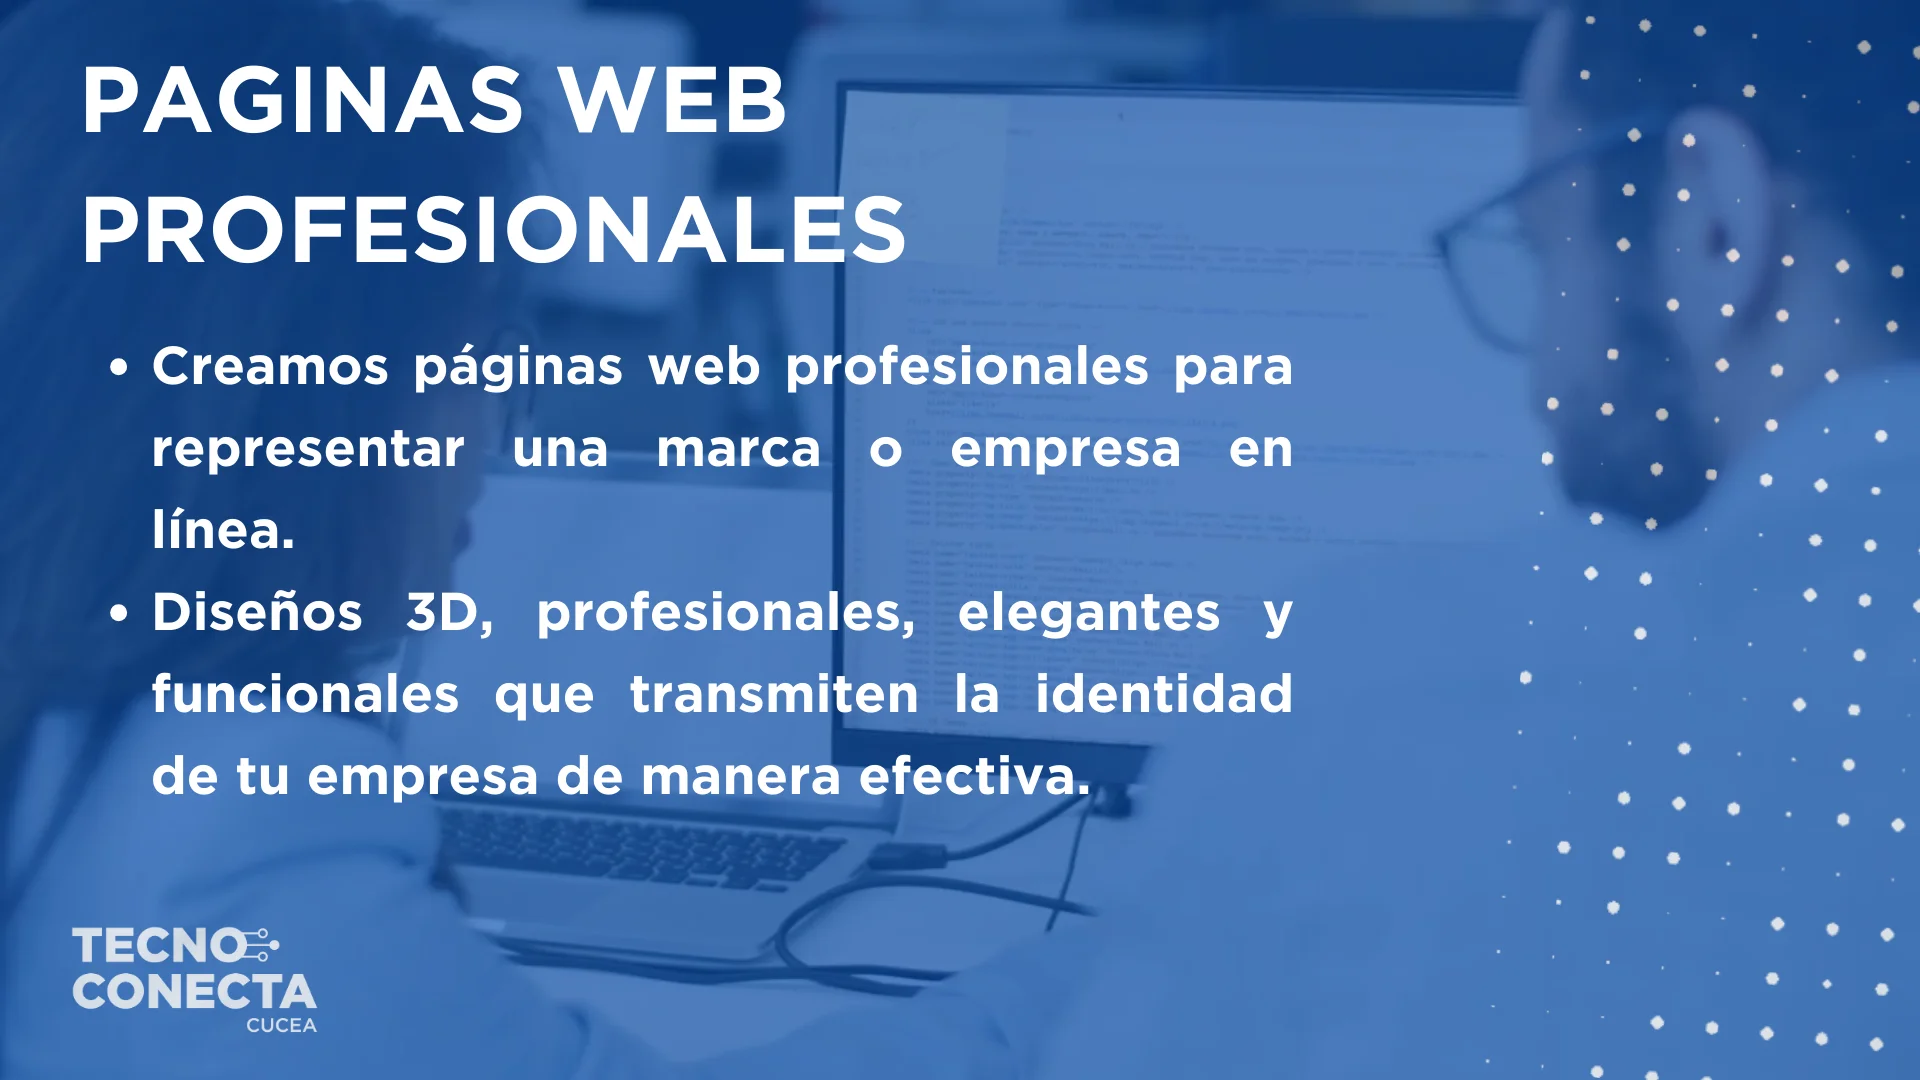 PAGINAS WEB
PROFESIONALES
• Creamos páginas web profesionales para
representar una marca o empresa en
línea.
• Diseños 3D, profesionales, elegantes y
funcionales que transmiten la identidad
de tu empresa de manera efectiva.
TECNO
CONECTA
CUCEA